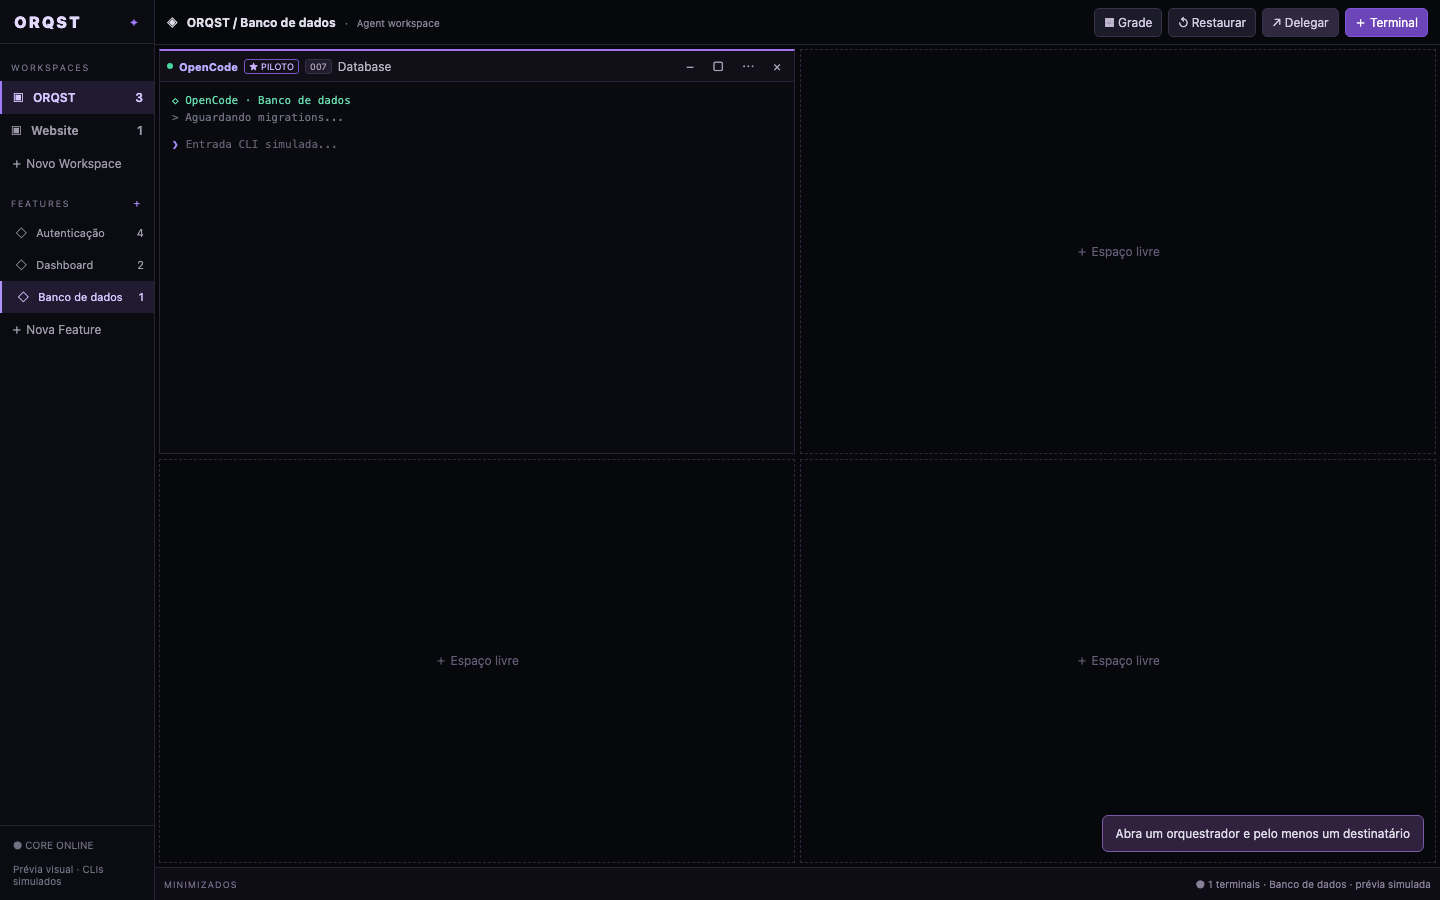 ORQST ✦
WORKSPACES
▣ ORQST 3
▣ Website 1
+ Novo Workspace
FEATURES +
◇ Autenticação 4
◇ Dashboard 2
◇ Banco de dados 1
+ Nova Feature
● CORE ONLINE
Prévia visual · CLIs
simulados
◈ ORQST / Banco de dados · Agent workspace
▦ Grade
↺ Restaurar
↗ Delegar
+ Terminal
● OpenCode ★ PILOTO 007 Database − □ ··· ×
◇ OpenCode · Banco de dados
> Aguardando migrations...
❯ Entrada CLI simulada...
+ Espaço livre
+ Espaço livre
+ Espaço livre
Abra um orquestrador e pelo menos um destinatário
MINIMIZADOS
● 1 terminais · Banco de dados · prévia simulada